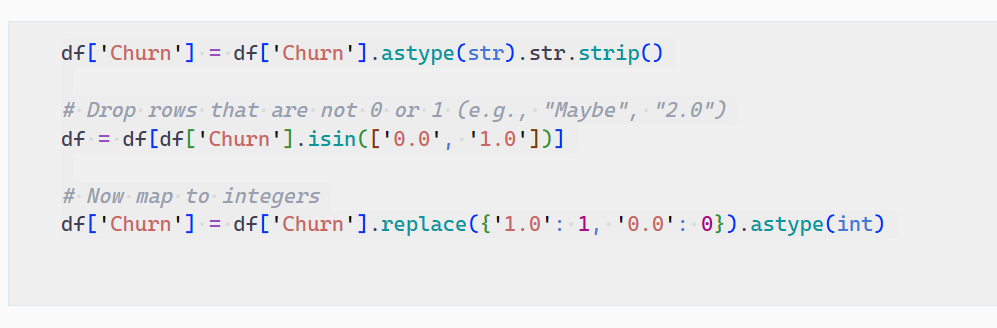 df['Churn'] = df['Churn'].astype(str).str.strip()
# Drop rows that are not 0 or 1 (e.g., "Maybe", "2.0")
df = df[df['Churn'].isin(['0.0', '1.0'])]
# Now map to integers
df['Churn'] = df['Churn'].replace({'1.0': 1, '0.0': 0}).astype(int)